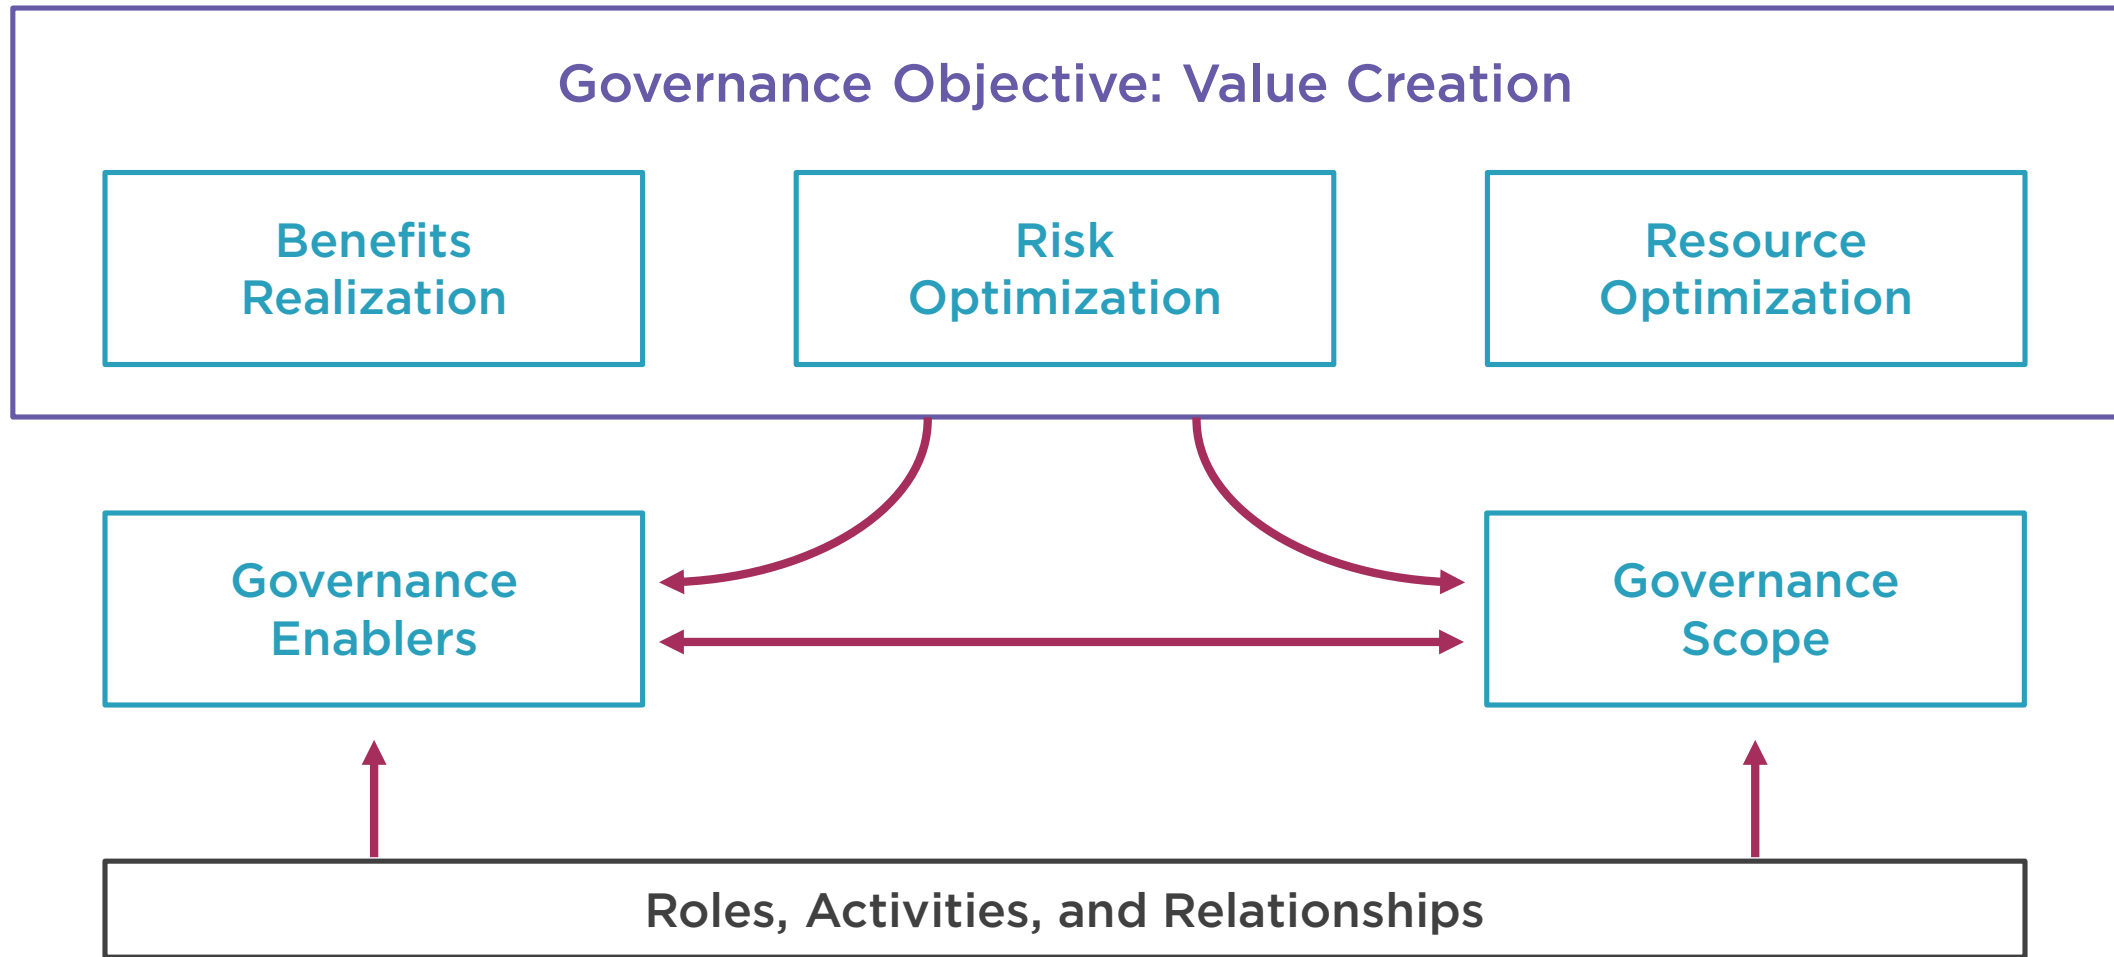 Governance Objective: Value Creation
Benefits
Realization
Risk
Optimization
Resource
Optimization
Governance
Enablers
Governance
Scope
Roles, Activities, and Relationships